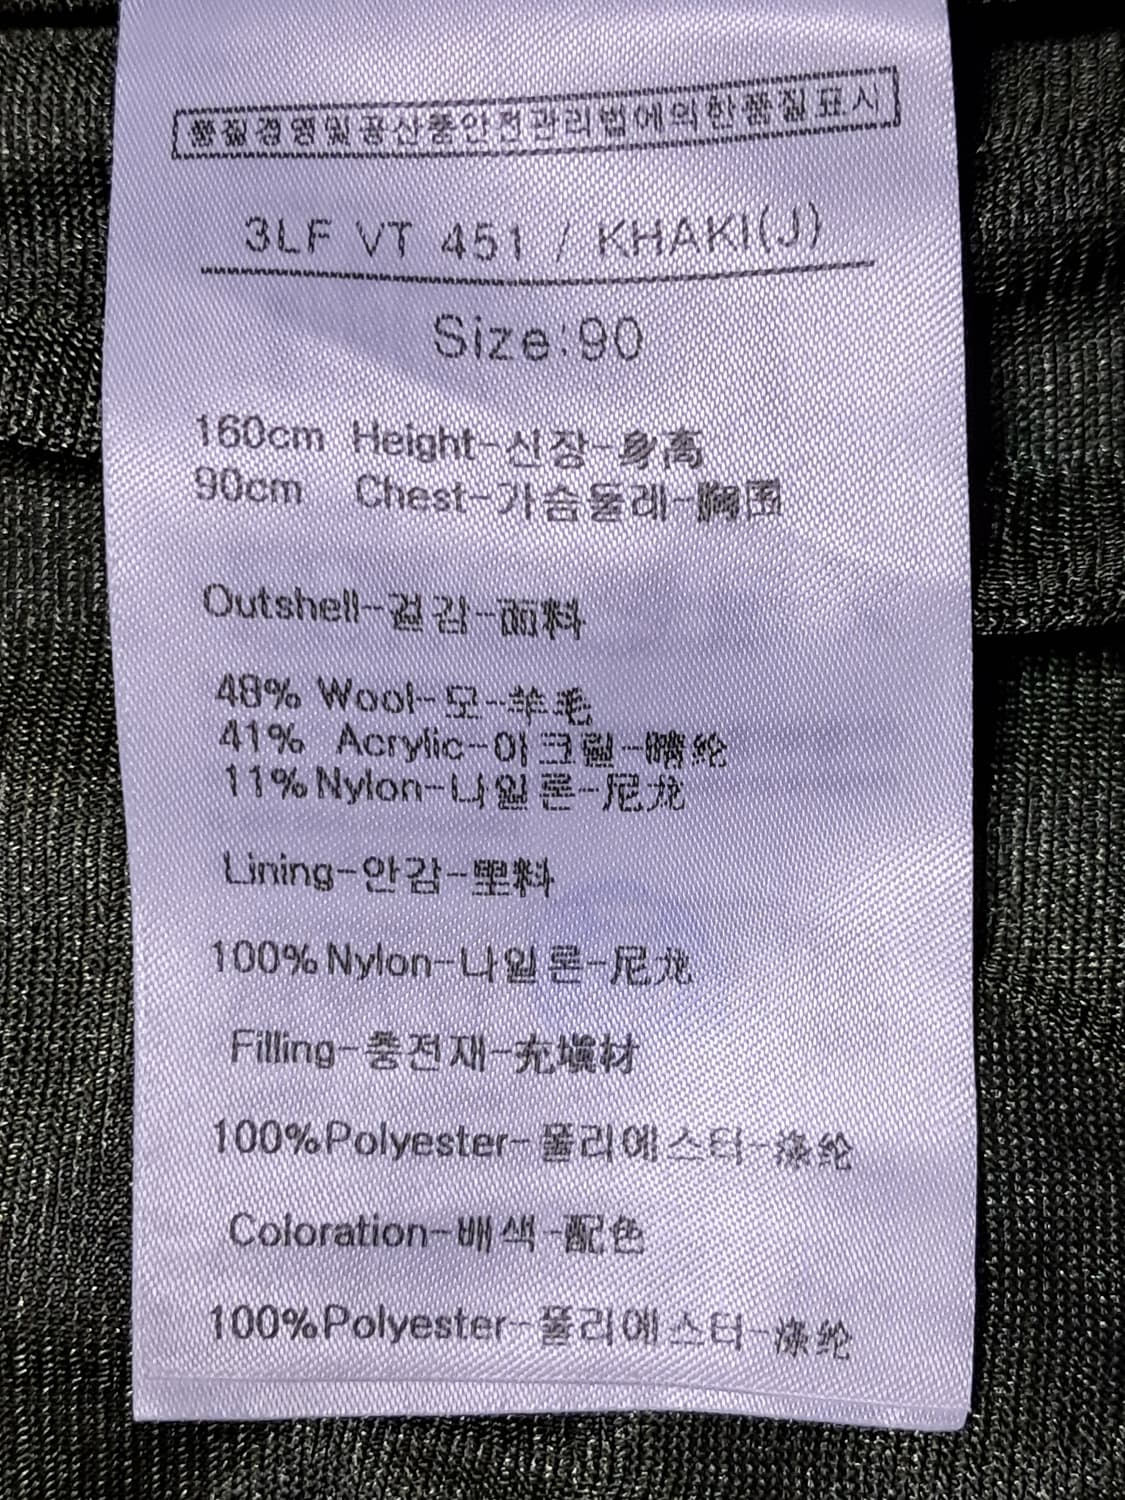 품질경영및공산품안전관리법에의한품질표시
3LF VT 451 / KHAKI(J)
Size:90
160cm Height-신장-身高
90cm Chest-가슴둘레-胸围
Outshell-겉감-面料
48% Wool-모-羊毛
41% Acrylic-아크릴-腈纶
11% Nylon-나일론-尼龙
Lining-안감-里料
100% Nylon-나일론-尼龙
Filling-충전재-充塡材
100% Polyester-폴리에스터-涤纶
Coloration-배색-配色
100% Polyester-폴리에스터-涤纶